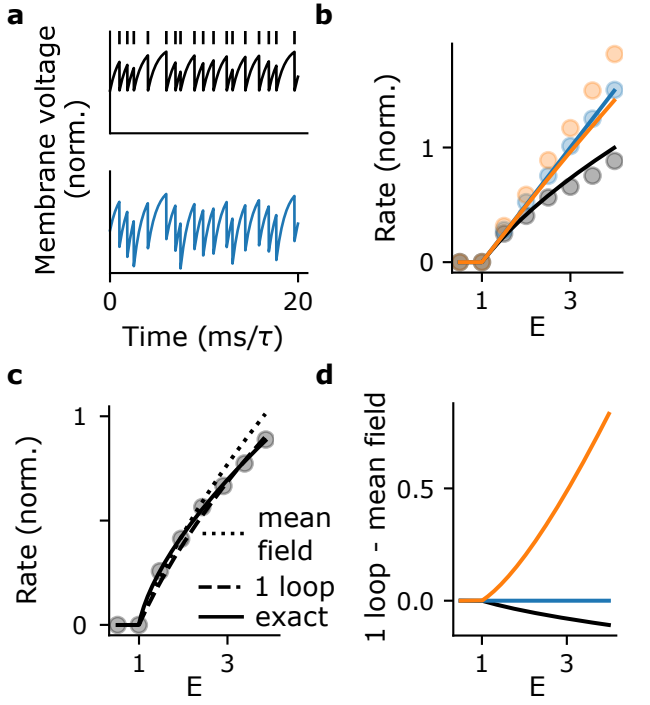 a
Membrane voltage
(norm.)
0
20
Time (ms/τ)
b
Rate (norm.)
1
0
1
3
E
c
Rate (norm.)
1
0
mean
field
1 loop
exact
1
3
E
d
1 loop - mean field
0.5
0.0
1
3
E